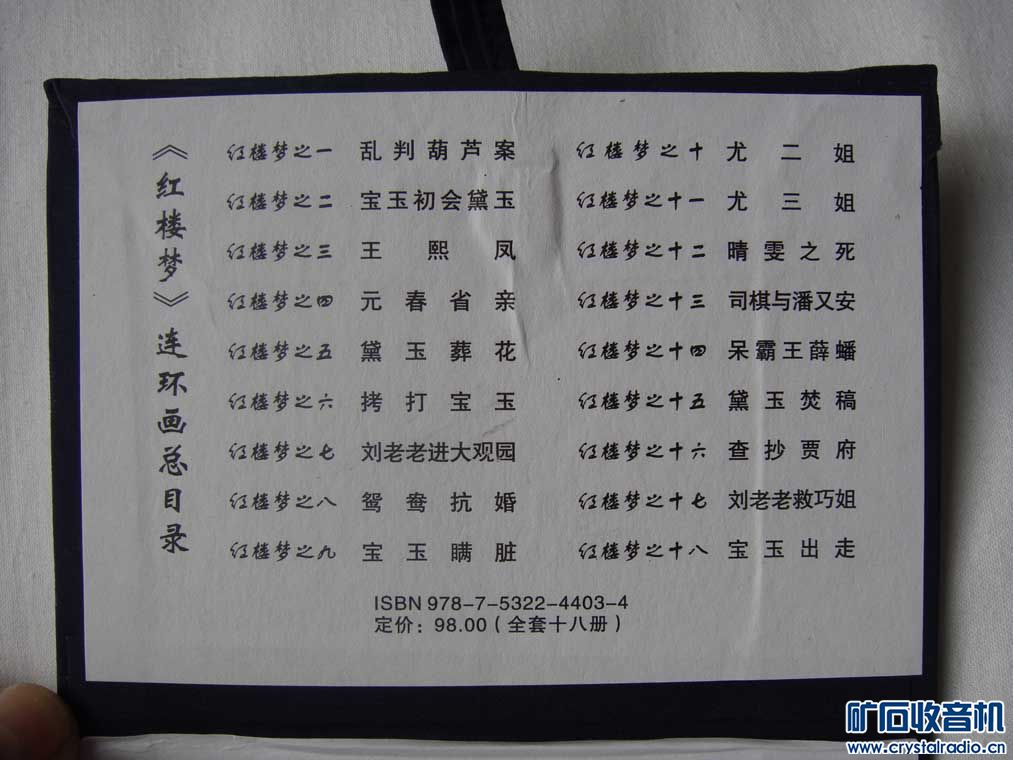 《红楼梦》连环画总目录
红楼梦之一 乱判葫芦案
红楼梦之二 宝玉初会黛玉
红楼梦之三 王熙凤
红楼梦之四 元春省亲
红楼梦之五 黛玉葬花
红楼梦之六 拷打宝玉
红楼梦之七 刘老老进大观园
红楼梦之八 鸳鸯抗婚
红楼梦之九 宝玉瞒脏
红楼梦之十 尤二姐
红楼梦之十一 尤三姐
红楼梦之十二 晴雯之死
红楼梦之十三 司棋与潘又安
红楼梦之十四 呆霸王薛蟠
红楼梦之十五 黛玉焚稿
红楼梦之十六 查抄贾府
红楼梦之十七 刘老老救巧姐
红楼梦之十八 宝玉出走
ISBN 978-7-5322-4403-4
定价：98.00（全套十八册）
矿石收音机
www.crystalradio.cn